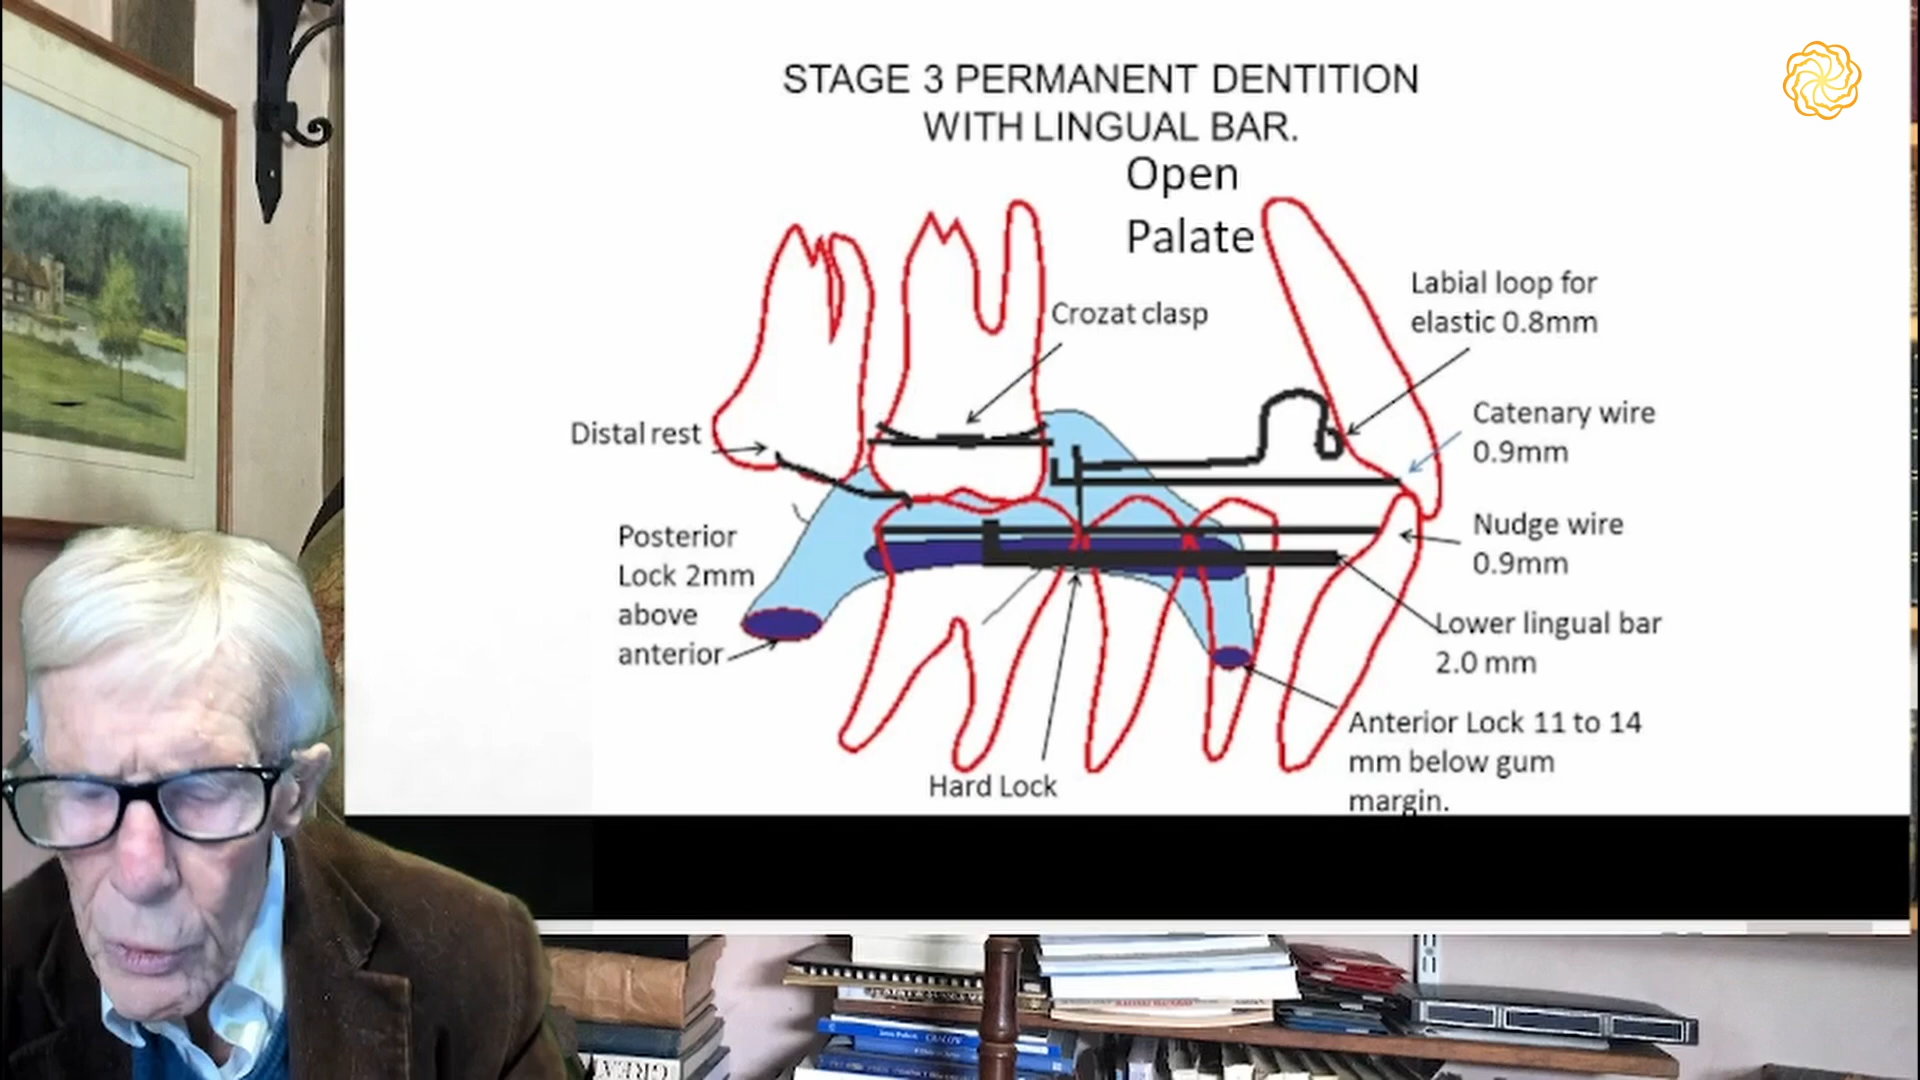 STAGE 3 PERMANENT DENTITION
WITH LINGUAL BAR.
Open
Palate
Labial loop for
elastic 0.8mm
Crozat clasp
Catenary wire
0.9mm
Distal rest
Nudge wire
0.9mm
Posterior
Lock 2mm
above
anterior
Lower lingual bar
2.0 mm
Anterior Lock 11 to 14
mm below gum
margin.
Hard Lock